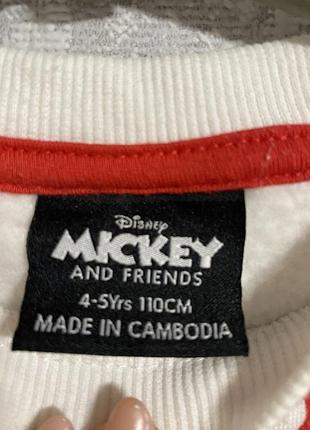 Disney
MICKEY
AND FRIENDS
4-5Yrs 110CM
MADE IN CAMBODIA